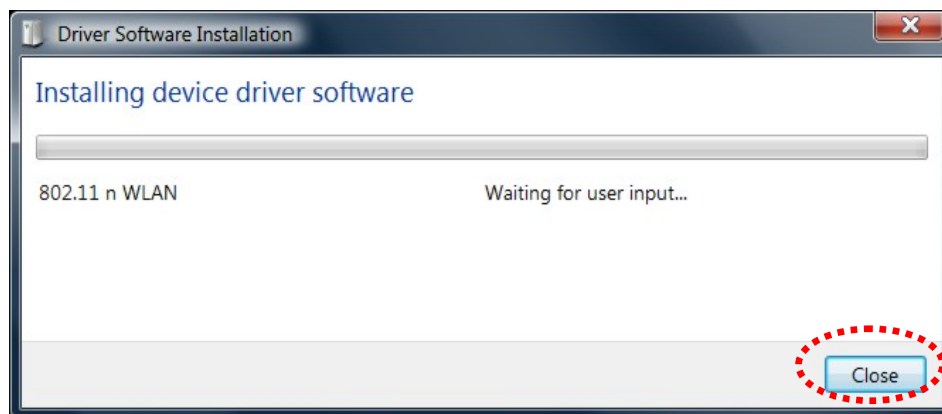 Driver Software Installation
Installing device driver software
802.11 n WLAN Waiting for user input...
Close